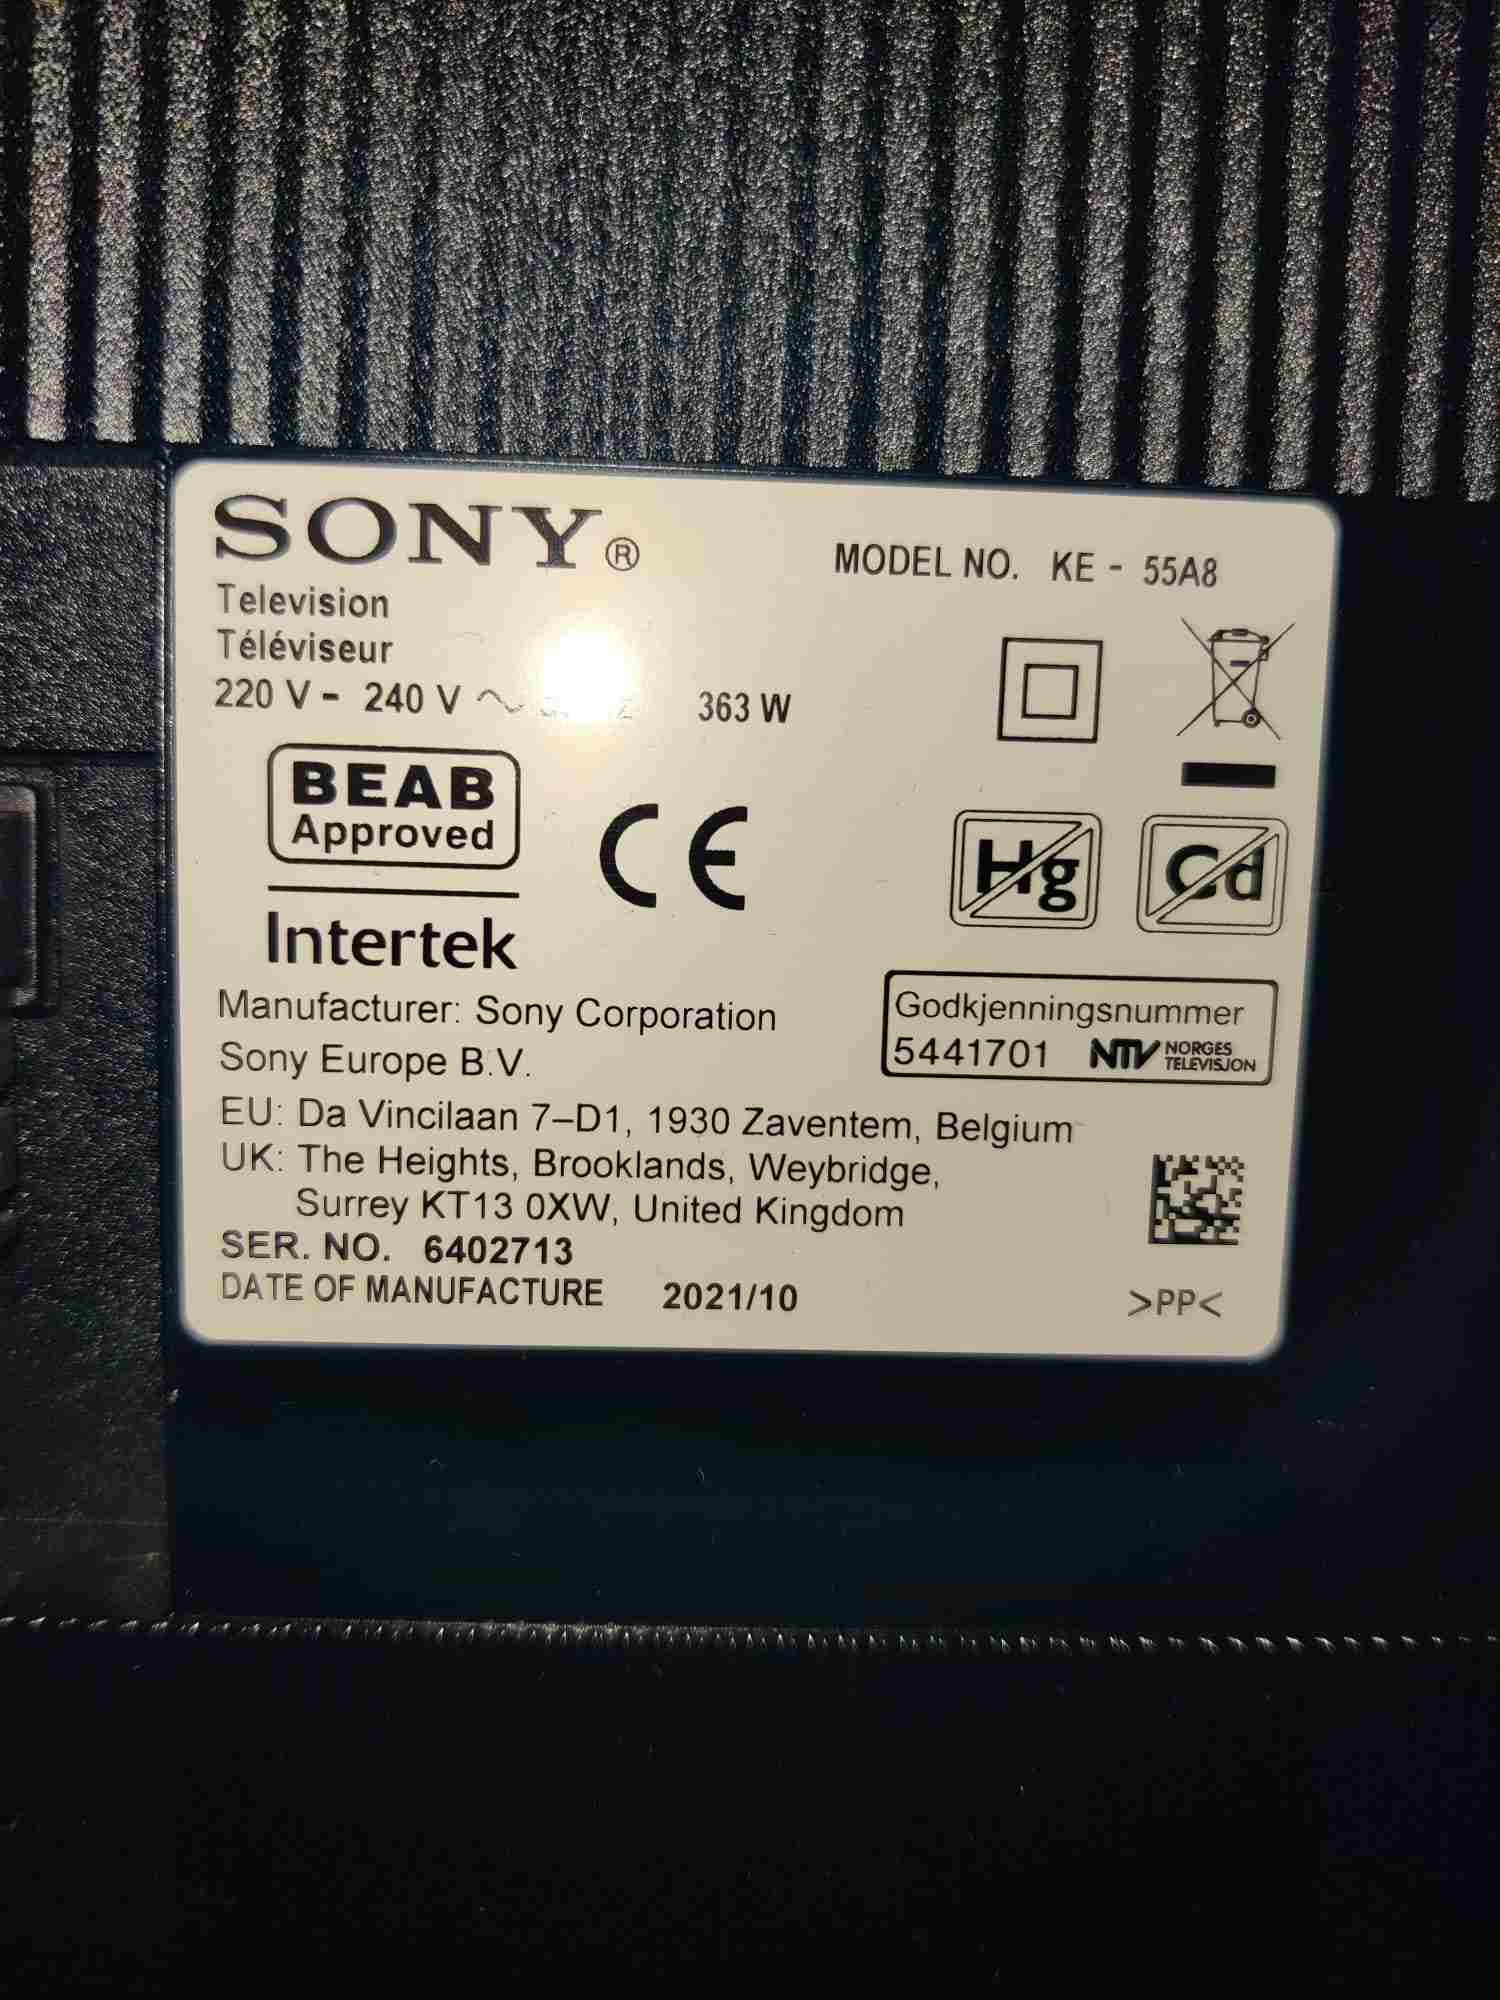 SONY®
MODEL NO. KE - 55A8
Television
Téléviseur
220 V - 240 V ~ 363 W
BEAB
Approved
Intertek
CE
Hg
Cd
Manufacturer: Sony Corporation
Sony Europe B.V.
Godkjenningsnummer
5441701 NTV NORGES
TELEVISJON
EU: Da Vincilaan 7–D1, 1930 Zaventem, Belgium
UK: The Heights, Brooklands, Weybridge,
Surrey KT13 0XW, United Kingdom
SER. NO. 6402713
DATE OF MANUFACTURE 2021/10
>PP<